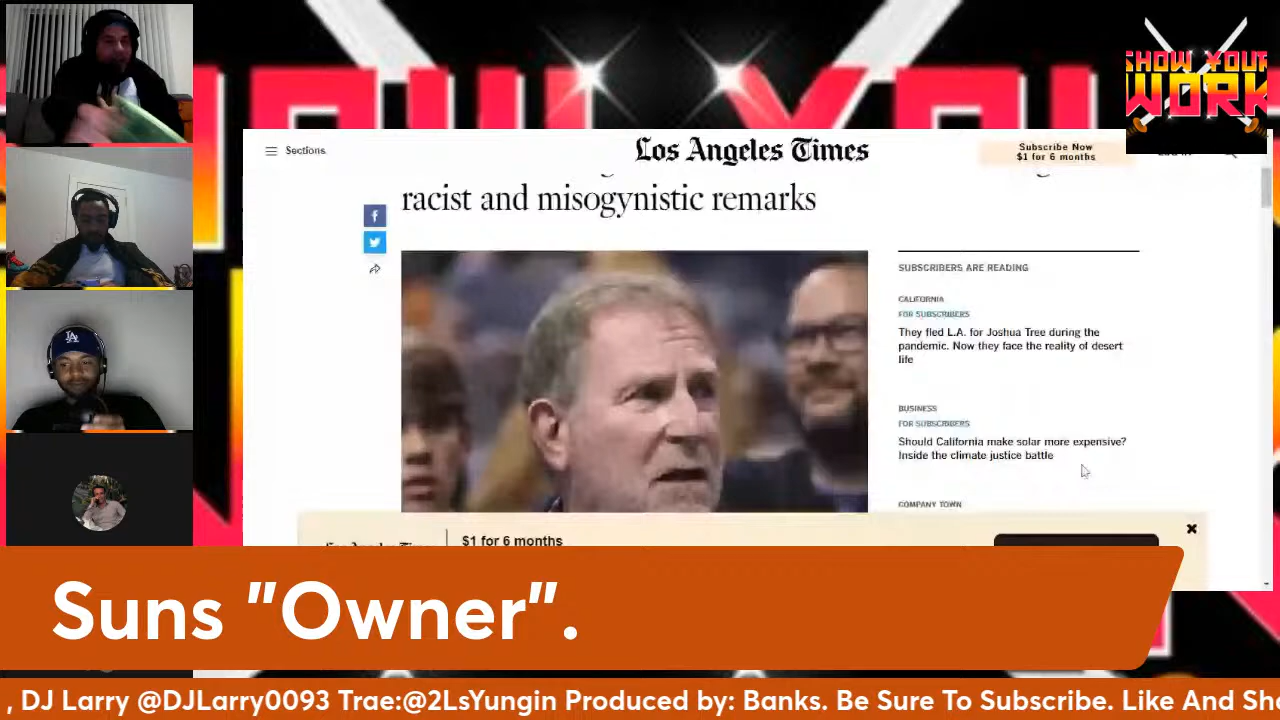 SHOW YOUR
WORK
Sections
Los Angeles Times
Subscribe Now
$1 for 6 months
racist and misogynistic remarks
SUBSCRIBERS ARE READING
CALIFORNIA
FOR SUBSCRIBERS
They fled L.A. for Joshua Tree during the
pandemic. Now they face the reality of desert
life
BUSINESS
FOR SUBSCRIBERS
Should California make solar more expensive?
Inside the climate justice battle
COMPANY TOWN
$1 for 6 months
Suns "Owner".
, DJ Larry @DJLarry0093 Trae:@2LsYungin Produced by: Banks. Be Sure To Subscribe. Like And Sh